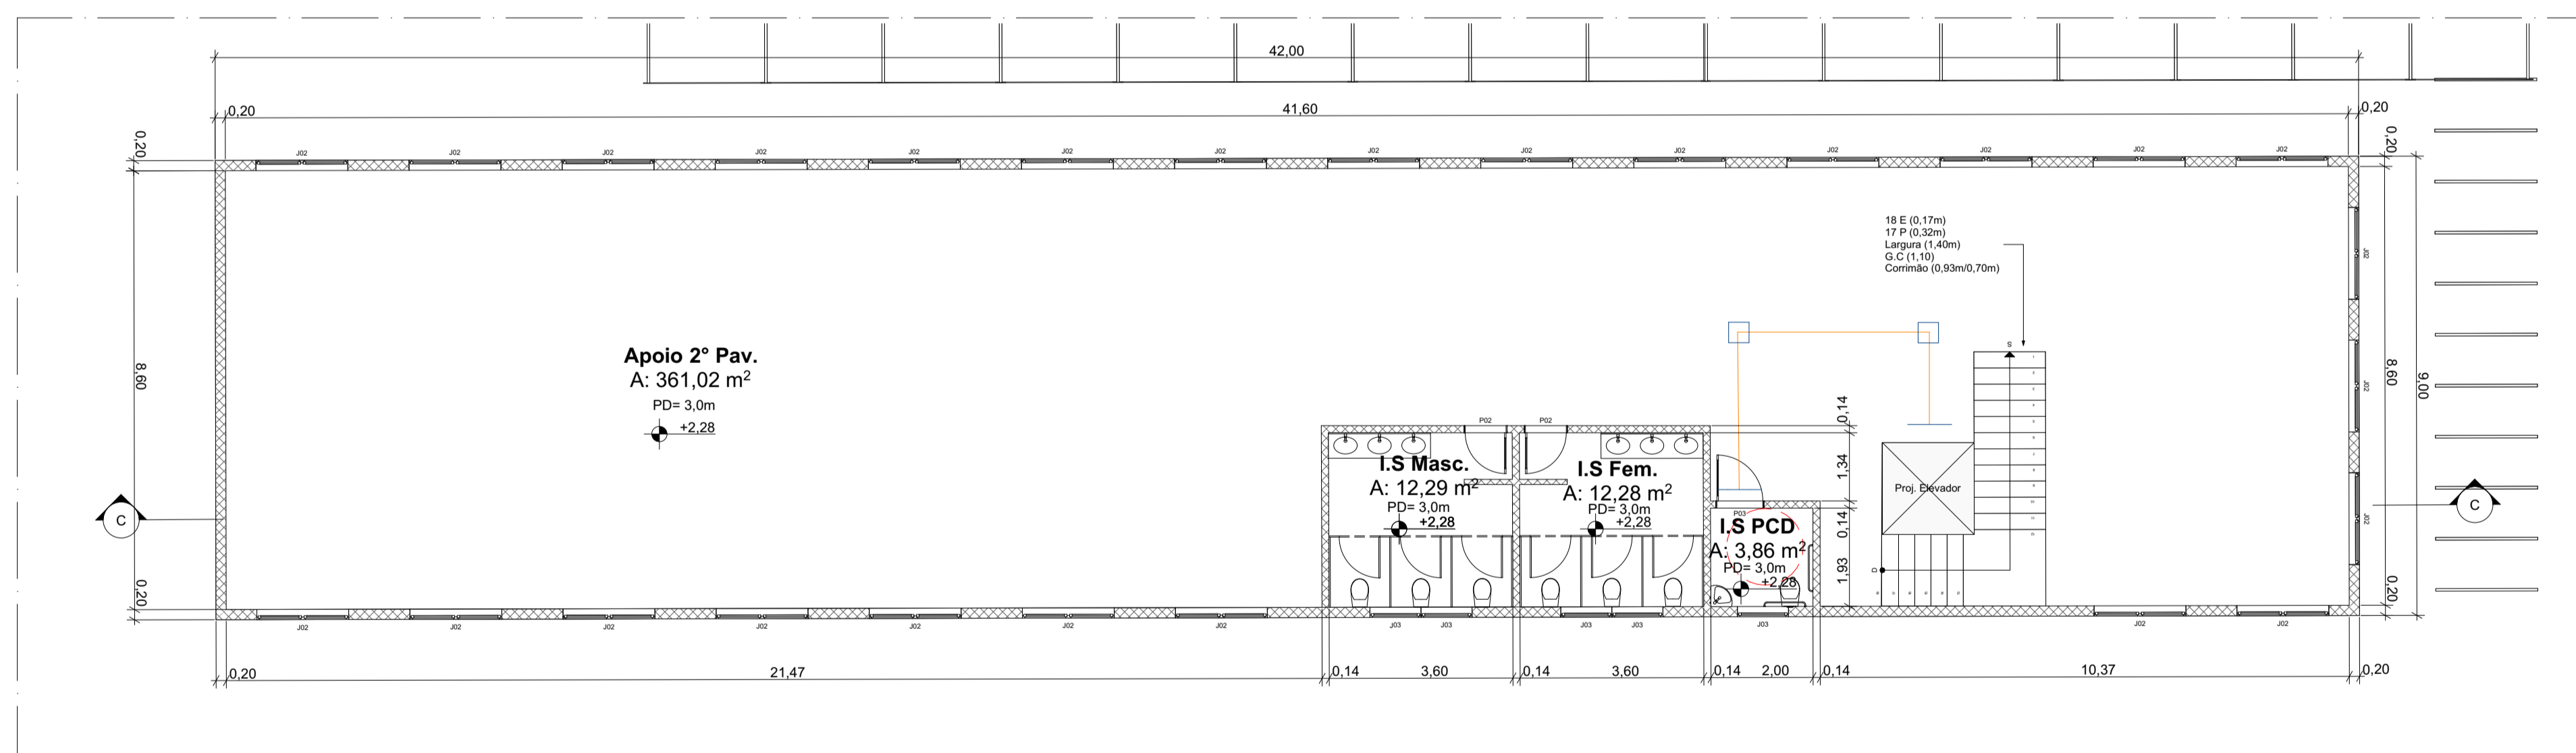 42,00
0,20
41,60
0,20
0,20
0,20
J02
J02
J02
J02
J02
J02
J02
J02
J02
J02
J02
J02
J02
J02
18 E (0,17m)
17 P (0,32m)
Largura (1,40m)
G.C (1,10)
Corrimão (0,93m/0,70m)
J02
S
Apoio 2° Pav.
A: 361,02 m²
PD= 3,0m
+2,28
8,60
J02
8,60
9,00
P02
P02
0,14
I.S Masc.
A: 12,29 m²
PD= 3,0m
+2,28
I.S Fem.
A: 12,28 m²
PD= 3,0m
+2,28
1,34
Proj. Elevador
P03
I.S PCD
A: 3,86 m²
PD= 3,0m
+2,28
0,14
1,93
D
J02
C
C
0,20
0,20
J02
J02
J02
J02
J02
J02
J02
J03
J03
J03
J03
J03
J02
J02
0,20
21,47
0,14
3,60
0,14
3,60
0,14
2,00
0,14
10,37
0,20